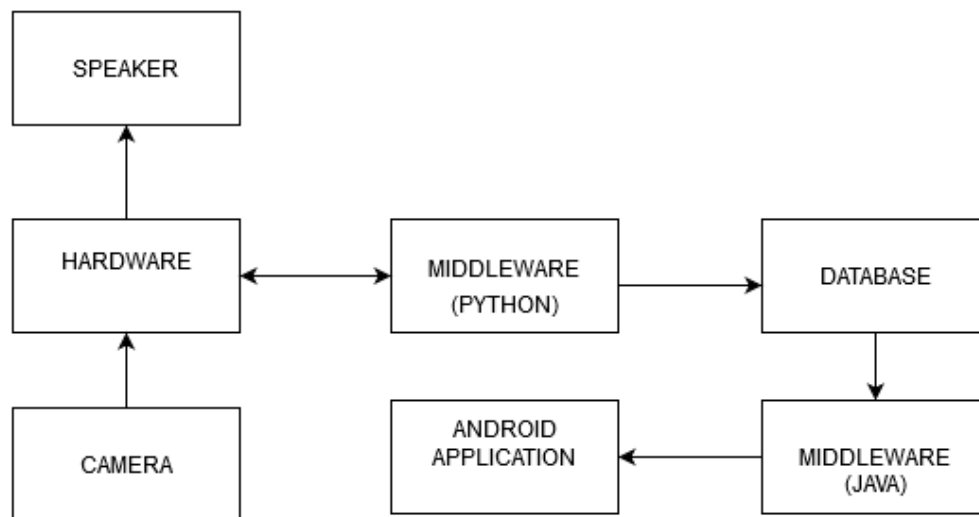 SPEAKER
HARDWARE
MIDDLEWARE
(PYTHON)
DATABASE
CAMERA
ANDROID
APPLICATION
MIDDLEWARE
(JAVA)